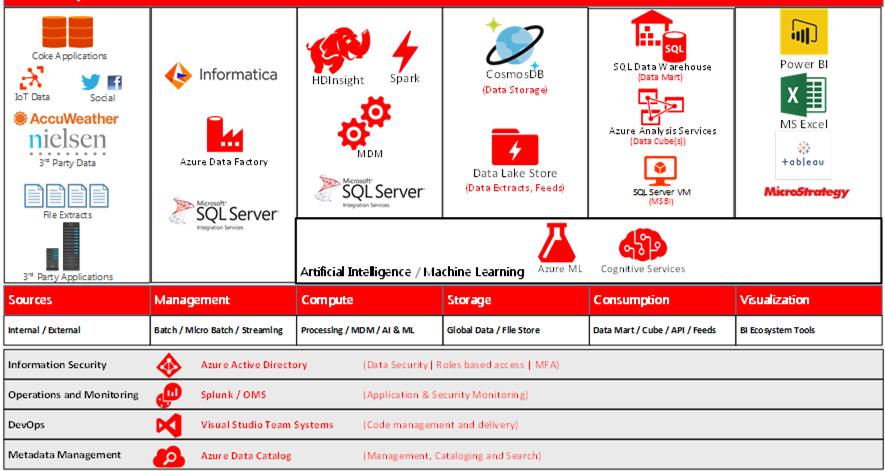 Coke Applications
IoT Data
Social
AccuWeather
nielsen
3rd Party Data
File Extracts
3rd Party Applications
Informatica
Azure Data Factory
Microsoft®
SQL Server®
Integration Services
HDInsight
Spark
MDM
Microsoft®
SQL Server®
Integration Services
CosmosDB
(Data Storage)
Data Lake Store
(Data Extracts, Feeds)
SQL
SQL Data Warehouse
(Data Mart)
Azure Analysis Services
(Data Cube(s))
SQL Server VM
(MSBI)
Power BI
MS Excel
+ableau
MicroStrategy
Artificial Intelligence / Machine Learning
Azure ML
Cognitive Services
Sources
Management
Compute
Storage
Consumption
Visualization
Internal / External
Batch / Micro Batch / Streaming
Processing / MDM / AI & ML
Global Data / File Store
Data Mart / Cube / API / Feeds
BI Ecosystem Tools
Information Security
Azure Active Directory
(Data Security | Roles based access | MFA)
Operations and Monitoring
Splunk / OMS
(Application & Security Monitoring)
DevOps
Visual Studio Team Systems
(Code management and delivery)
Metadata Management
Azure Data Catalog
(Management, Cataloging and Search)